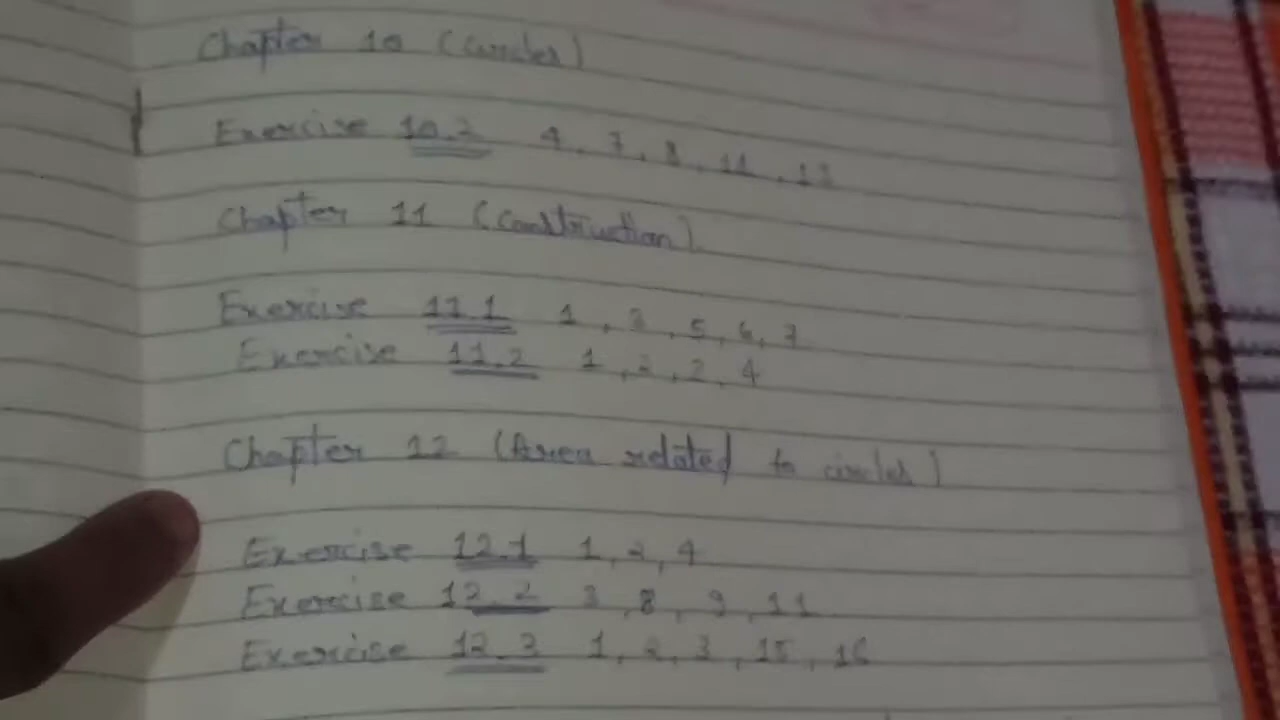 Chapter 10 (Circles)
Exercise 10.2 4, 7, 8, 11, 12
Chapter 11 (Construction).
Exercise 11.1 1, 3, 5, 6, 7
Exercise 11.2 1, 2, 2, 4
Chapter 12 (Area related to circles)
Exercise 12.1 1, 2, 4
Exercise 12.2 3, 8, 9, 11
Exercise 12.3 1, 2, 3, 15, 16